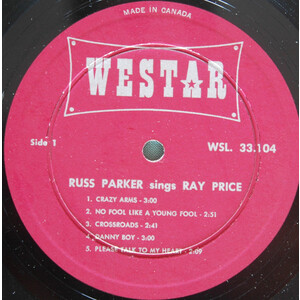 MADE IN CANADA
WESTAR
Side 1
WSL. 33.104
RUSS PARKER sings RAY PRICE
1. CRAZY ARMS - 3:00
2. NO FOOL LIKE A YOUNG FOOL - 2:51
3. CROSSROADS - 2:41
4. DANNY BOY - 3:00
5. PLEASE TALK TO MY HEART - 2:09